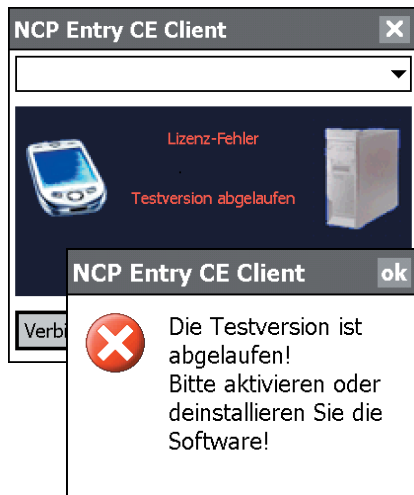 NCP Entry CE Client
Lizenz-Fehler
Testversion abgelaufen
Verbi
NCP Entry CE Client
ok
Die Testversion ist
abgelaufen!
Bitte aktivieren oder
deinstallieren Sie die
Software!